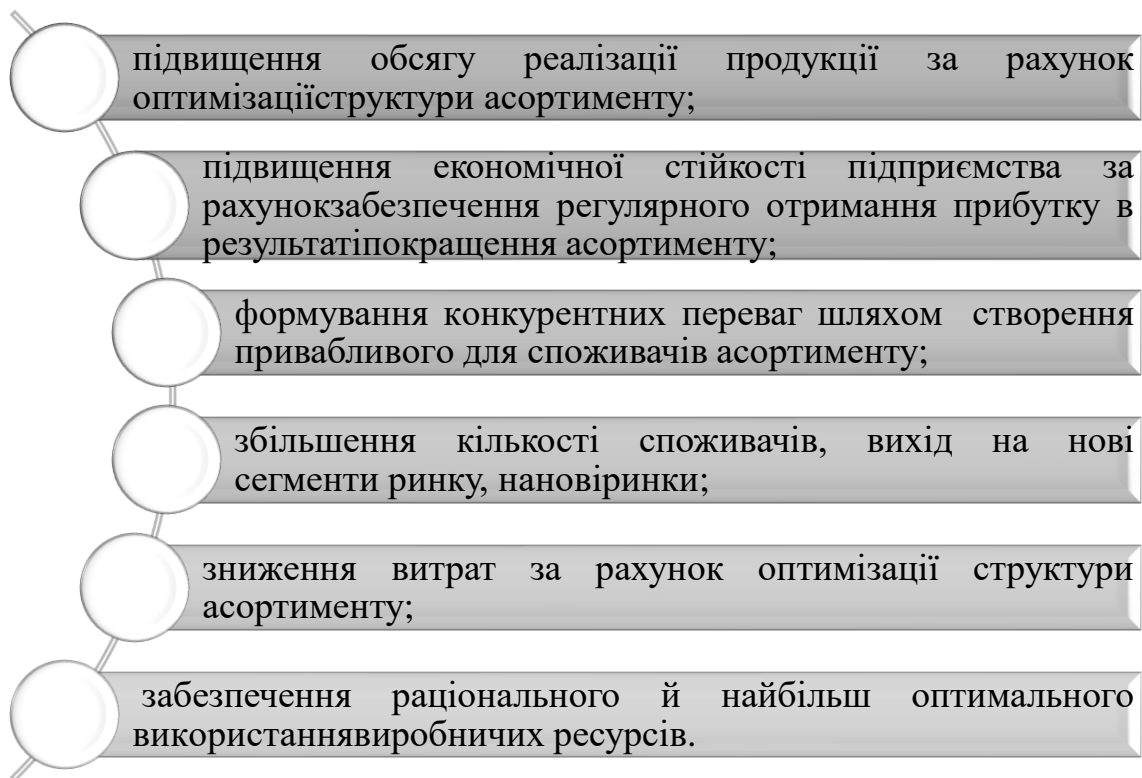 підвищення обсягу реалізації продукції за рахунок
оптимізаціїструктури асортименту;
підвищення економічної стійкості підприємства за
рахунокзабезпечення регулярного отримання прибутку в
результатіпокращення асортименту;
формування конкурентних переваг шляхом створення
привабливого для споживачів асортименту;
збільшення кількості споживачів, вихід на нові
сегменти ринку, нановіринки;
зниження витрат за рахунок оптимізації структури
асортименту;
забезпечення раціонального й найбільш оптимального
використаннявиробничих ресурсів.